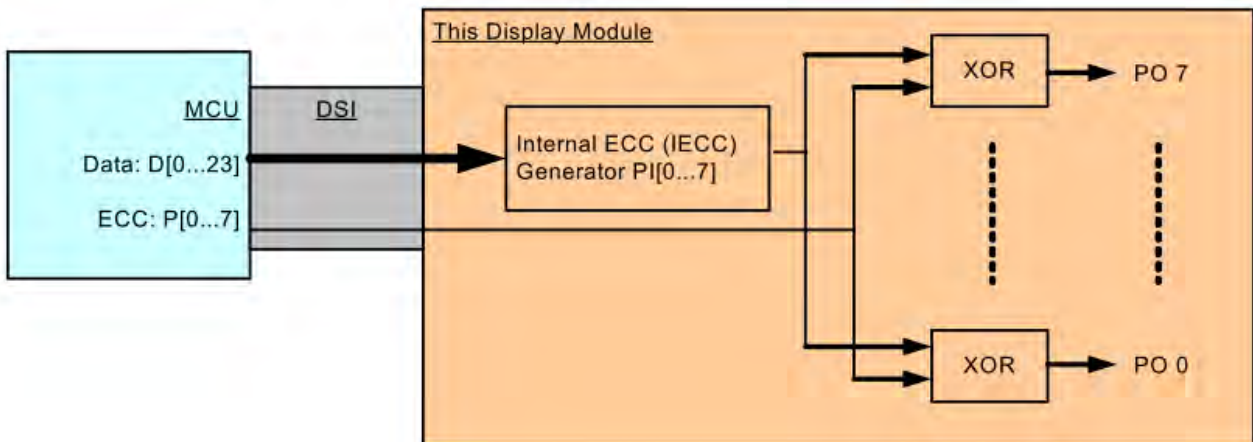 This Display Module
MCU
DSI
Data: D[0...23]
ECC: P[0...7]
Internal ECC (IECC)
Generator PI[0...7]
XOR
PO 7
XOR
PO 0